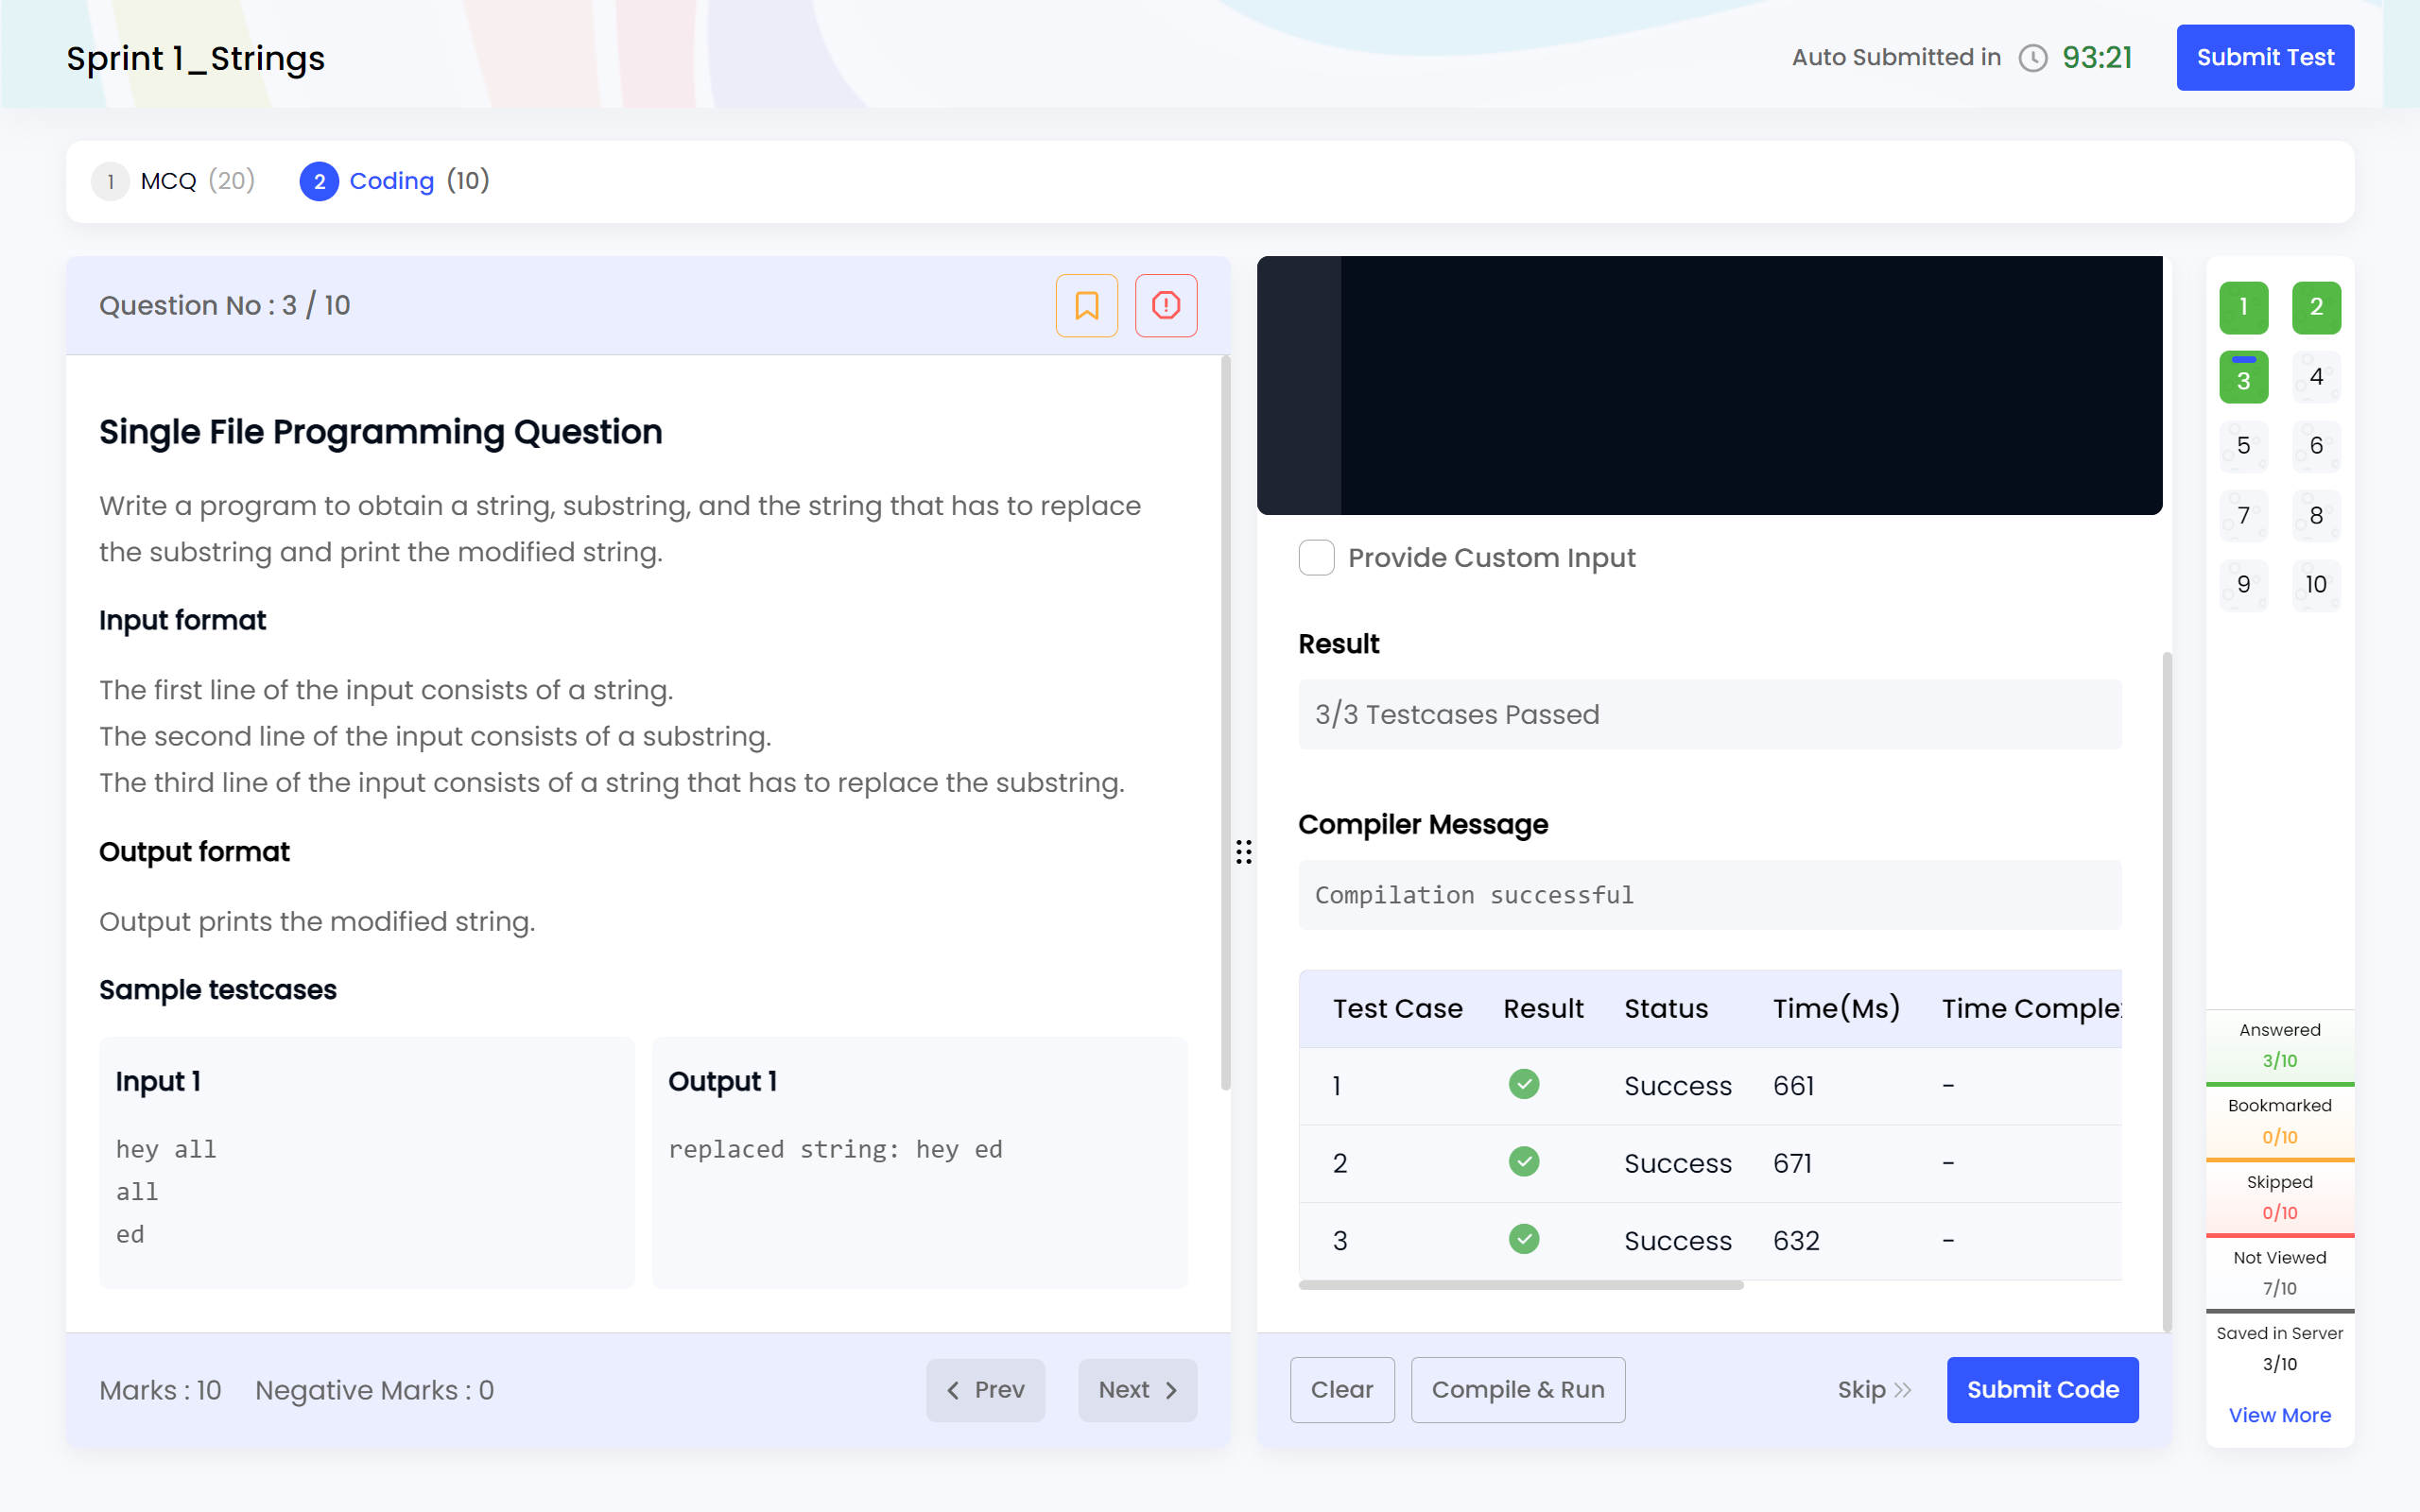 Sprint 1_Strings
Auto Submitted in 93:21
Submit Test
1 MCQ (20)
2 Coding (10)
Question No : 3 / 10
Single File Programming Question
Write a program to obtain a string, substring, and the string that has to replace
the substring and print the modified string.
Input format
The first line of the input consists of a string.
The second line of the input consists of a substring.
The third line of the input consists of a string that has to replace the substring.
Output format
Output prints the modified string.
Sample testcases
Input 1
hey all
all
ed
Output 1
replaced string: hey ed
Marks : 10 Negative Marks : 0
Prev
Next
Provide Custom Input
Result
3/3 Testcases Passed
Compiler Message
Compilation successful
Test Case Result Status Time(Ms) Time Comple
1 Success 661 -
2 Success 671 -
3 Success 632 -
Clear
Compile & Run
Skip
Submit Code
1 2
3 4
5 6
7 8
9 10
Answered
3/10
Bookmarked
0/10
Skipped
0/10
Not Viewed
7/10
Saved in Server
3/10
View More